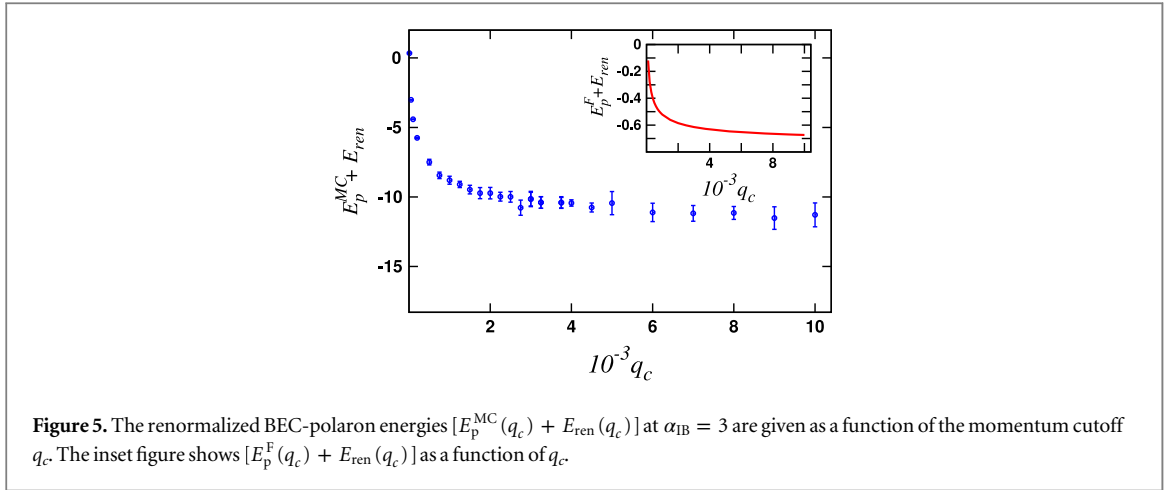 0
-5
-10
-15
E_p^MC + E_ren
2
4
6
8
10
10^-3 q_c
0
-0.2
-0.4
-0.6
E_p^F + E_ren
4
8
10^-3 q_c
Figure 5. The renormalized BEC-polaron energies [E_p^MC(q_c) + E_ren(q_c)] at α_IB = 3 are given as a function of the momentum cutoff
q_c. The inset figure shows [E_p^F(q_c) + E_ren(q_c)] as a function of q_c.